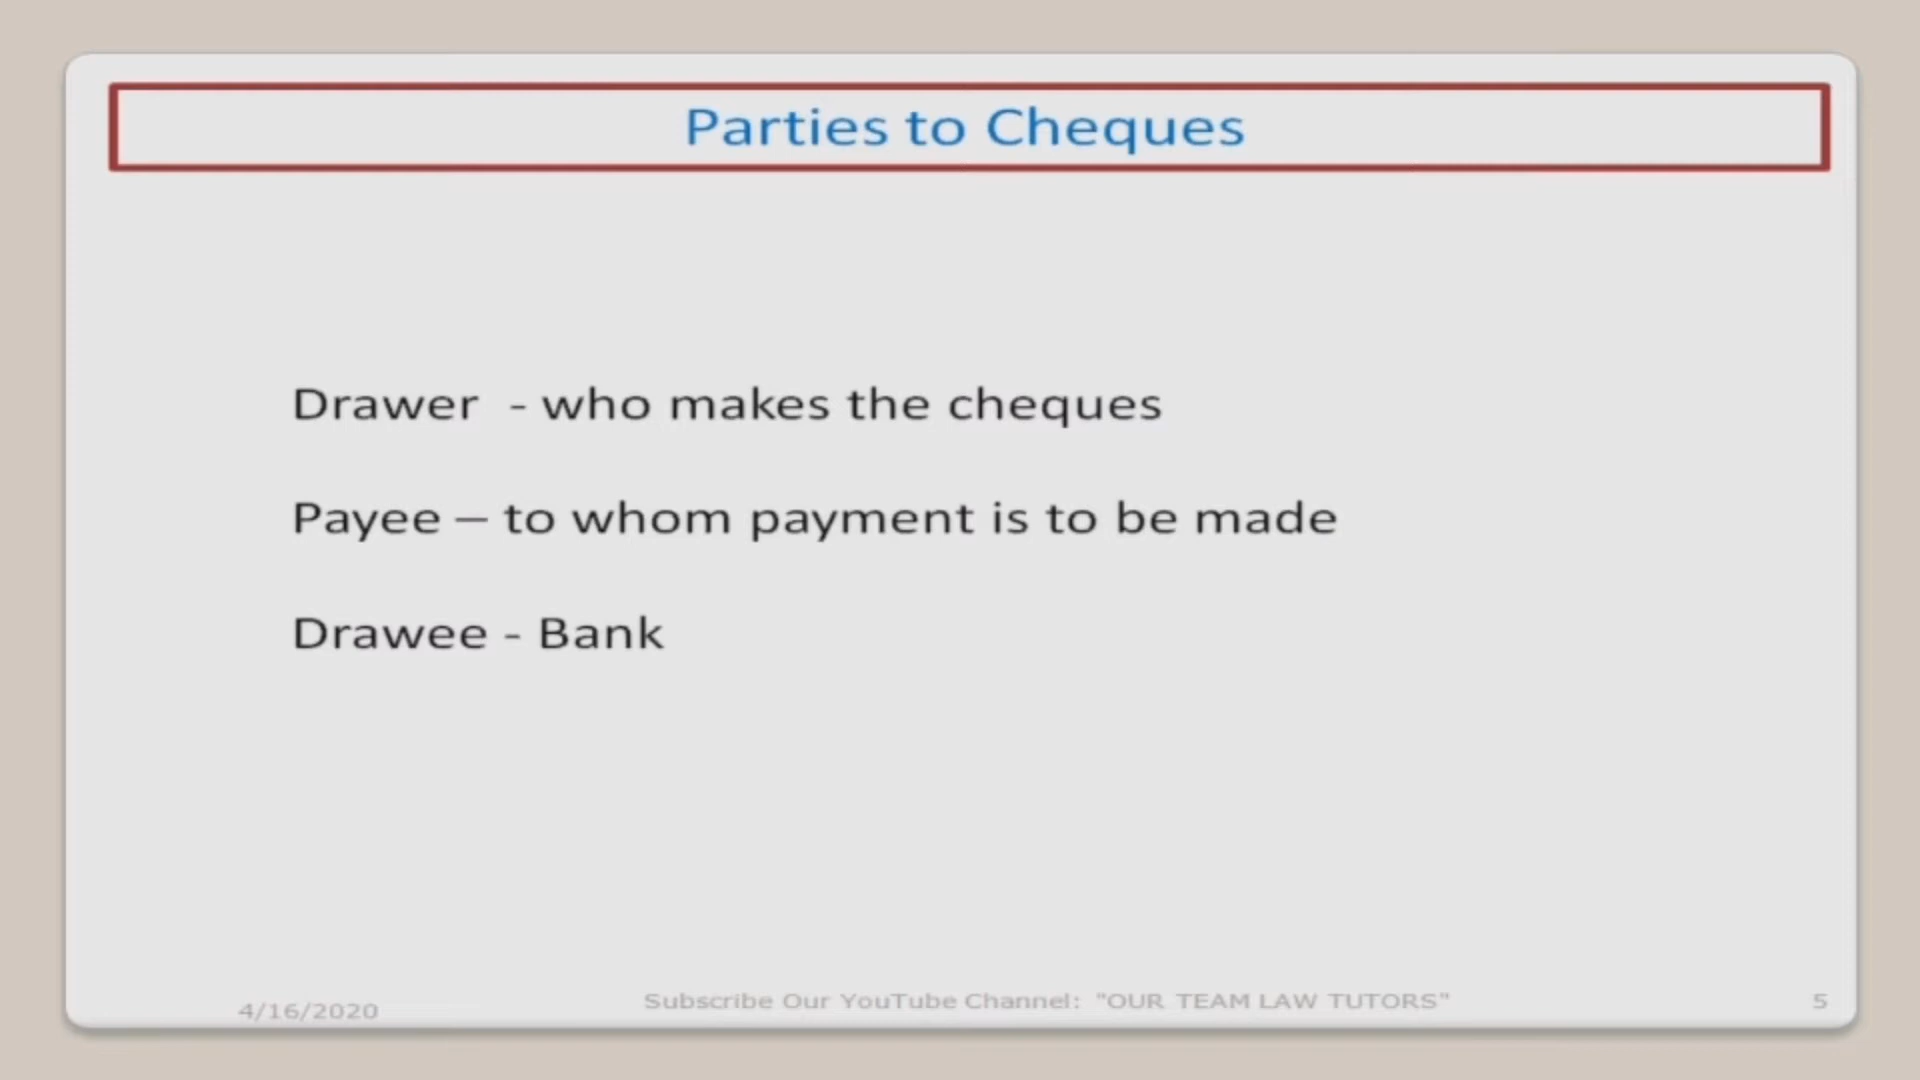 Parties to Cheques
Drawer - who makes the cheques
Payee – to whom payment is to be made
Drawee - Bank
4/16/2020
Subscribe Our YouTube Channel: "OUR TEAM LAW TUTORS"
5